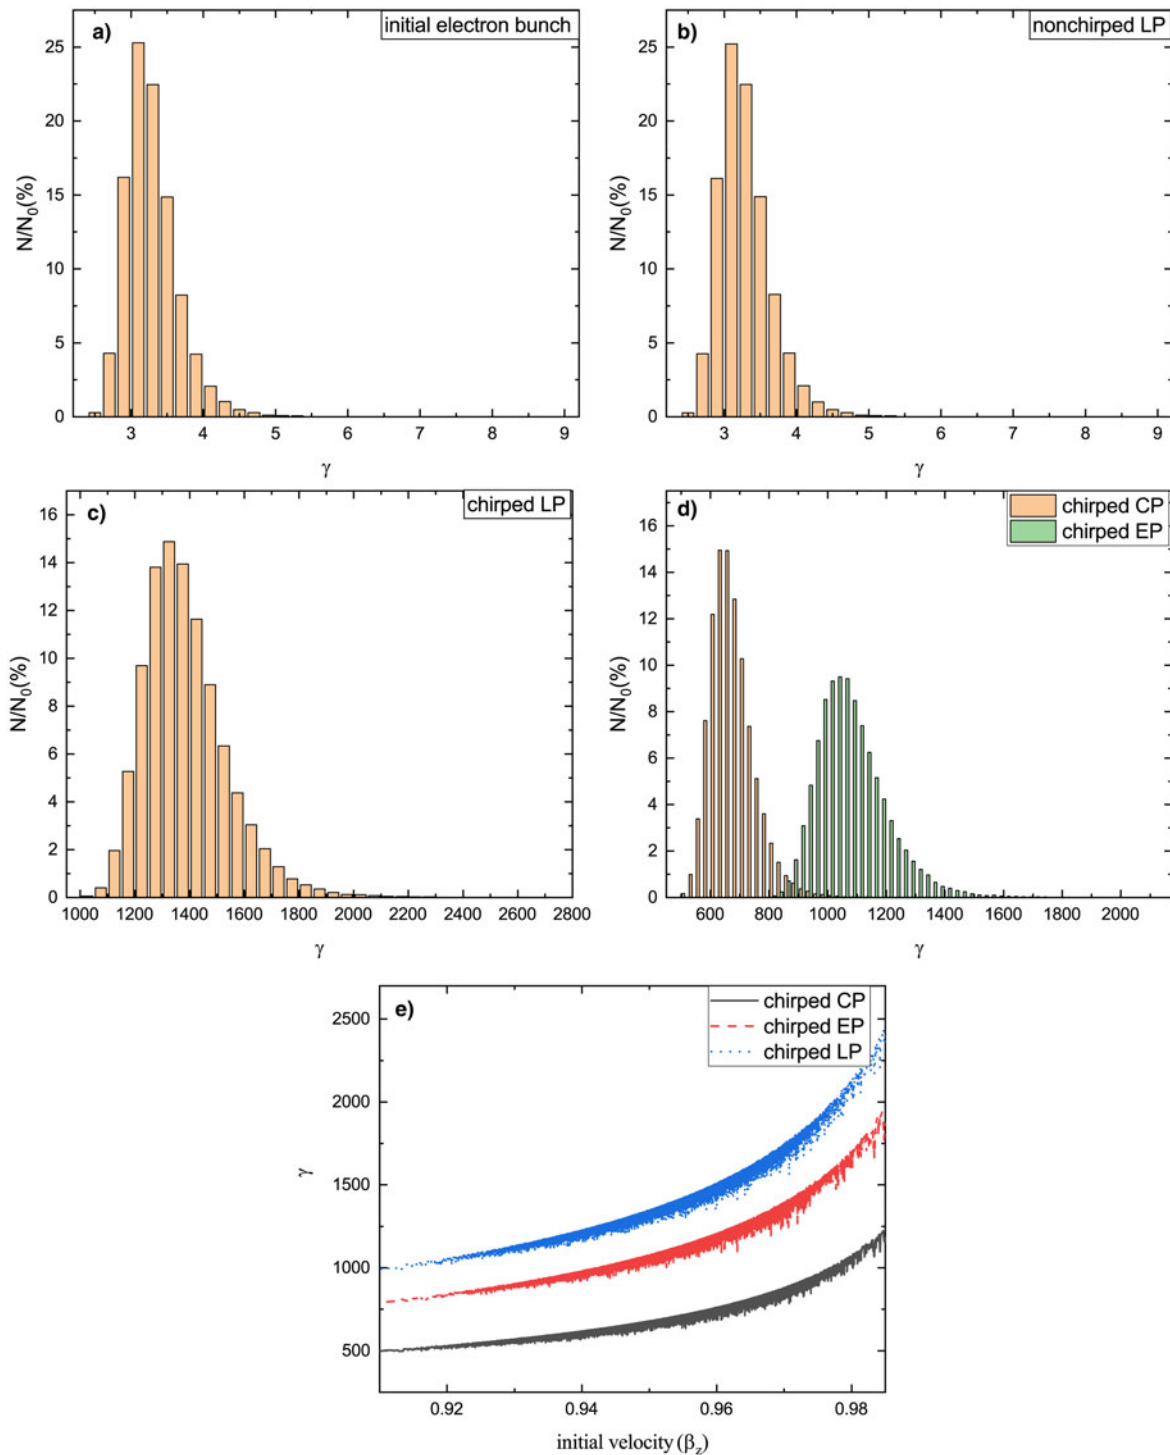 a)
initial electron bunch
25
20
15
10
5
0
N/N₀(%)
3 4 5 6 7 8 9
γ
b)
nonchirped LP
25
20
15
10
5
0
N/N₀(%)
3 4 5 6 7 8 9
γ
c)
chirped LP
16
14
12
10
8
6
4
2
0
N/N₀(%)
1000 1200 1400 1600 1800 2000 2200 2400 2600 2800
γ
d)
chirped CP
chirped EP
16
14
12
10
8
6
4
2
0
N/N₀(%)
600 800 1000 1200 1400 1600 1800 2000
γ
e)
chirped CP
chirped EP
chirped LP
2500
2000
1500
1000
500
γ
0.92 0.94 0.96 0.98
initial velocity (β_z)